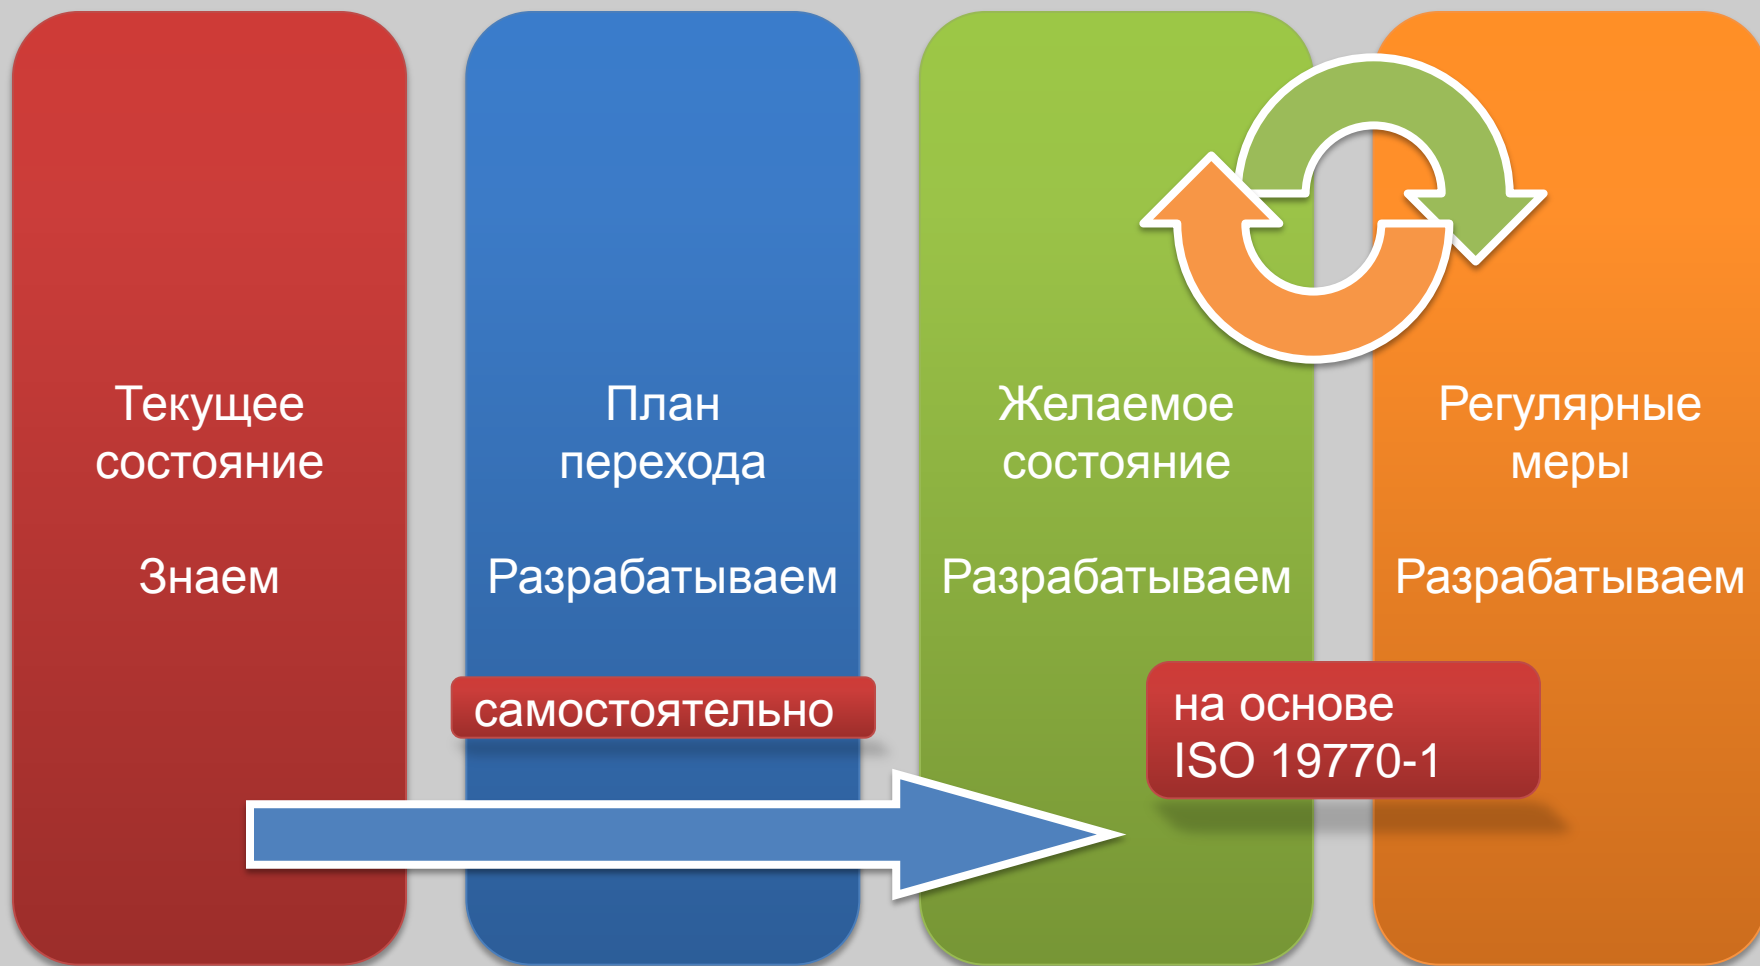 Текущее
состояние
Знаем
План
перехода
Разрабатываем
самостоятельно
Желаемое
состояние
Разрабатываем
Регулярные
меры
Разрабатываем
на основе
ISO 19770-1